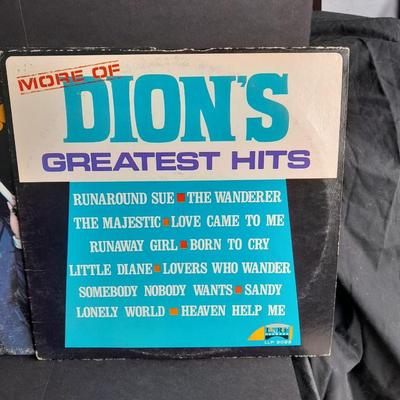 MORE OF
DION'S
GREATEST HITS
RUNAROUND SUE ■ THE WANDERER
THE MAJESTIC ■ LOVE CAME TO ME
RUNAWAY GIRL ■ BORN TO CRY
LITTLE DIANE ■ LOVERS WHO WANDER
SOMEBODY NOBODY WANTS ■ SANDY
LONELY WORLD ■ HEAVEN HELP ME